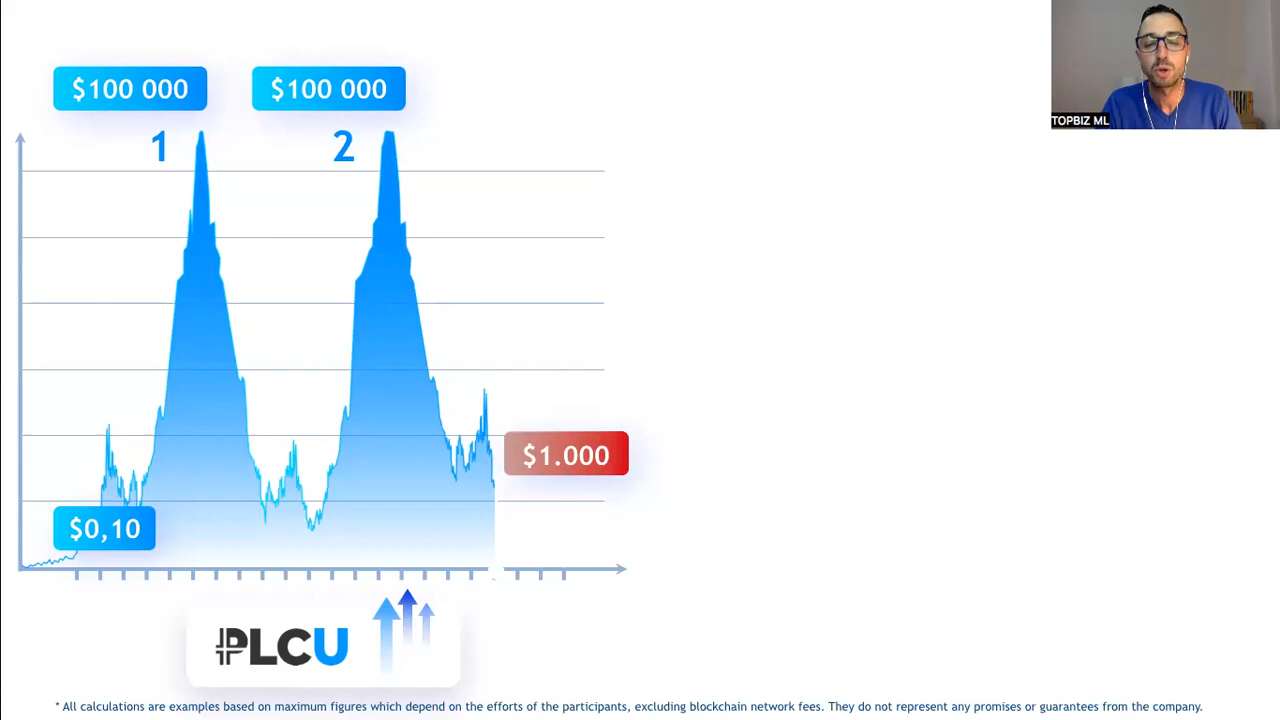 $100 000
$100 000
TOPBIZ ML
1
2
$1.000
$0,10
PLCU
* All calculations are examples based on maximum figures which depend on the efforts of the participants, excluding blockchain network fees. They do not represent any promises or guarantees from the company.